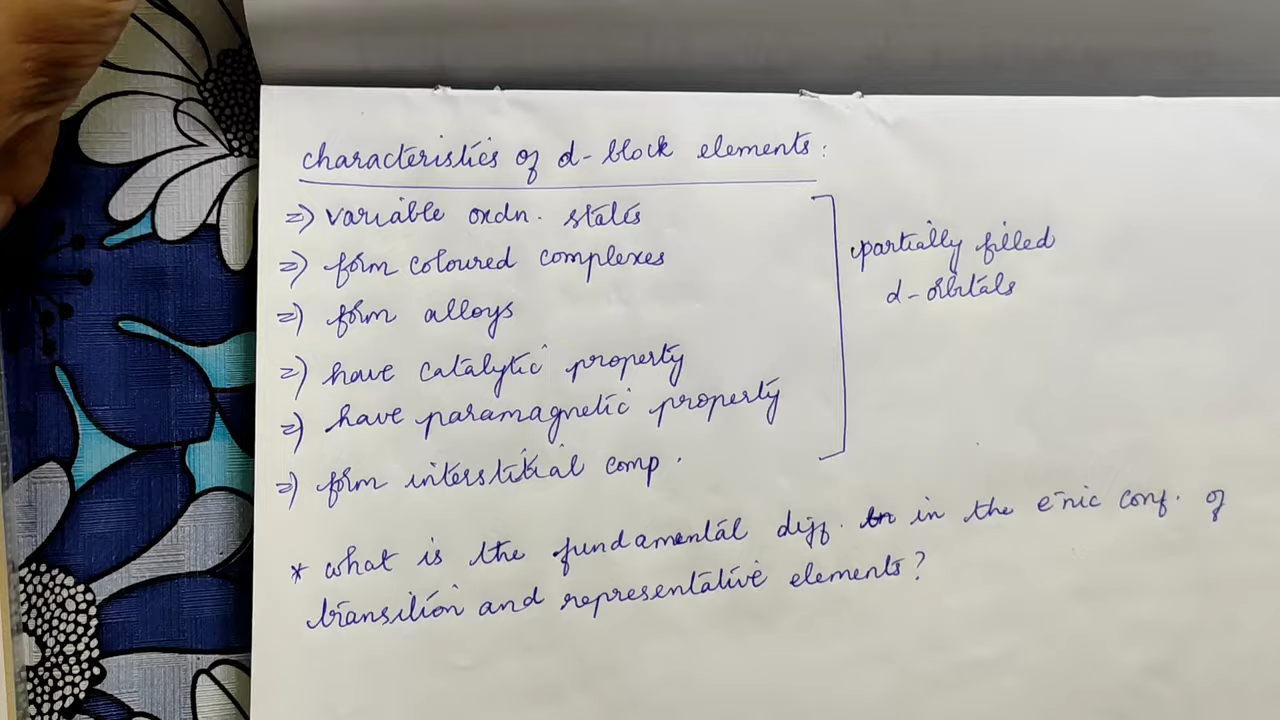 characteristics of d-block elements:
=) variable oxdn. states
=) form coloured complexes
=) form alloys
=) have catalytic property
=) have paramagnetic property
=) form interstitial comp.
partially filled
d-orbitals
* what is the fundamental diff. in the e⁻nic conf. of
transition and representative elements?